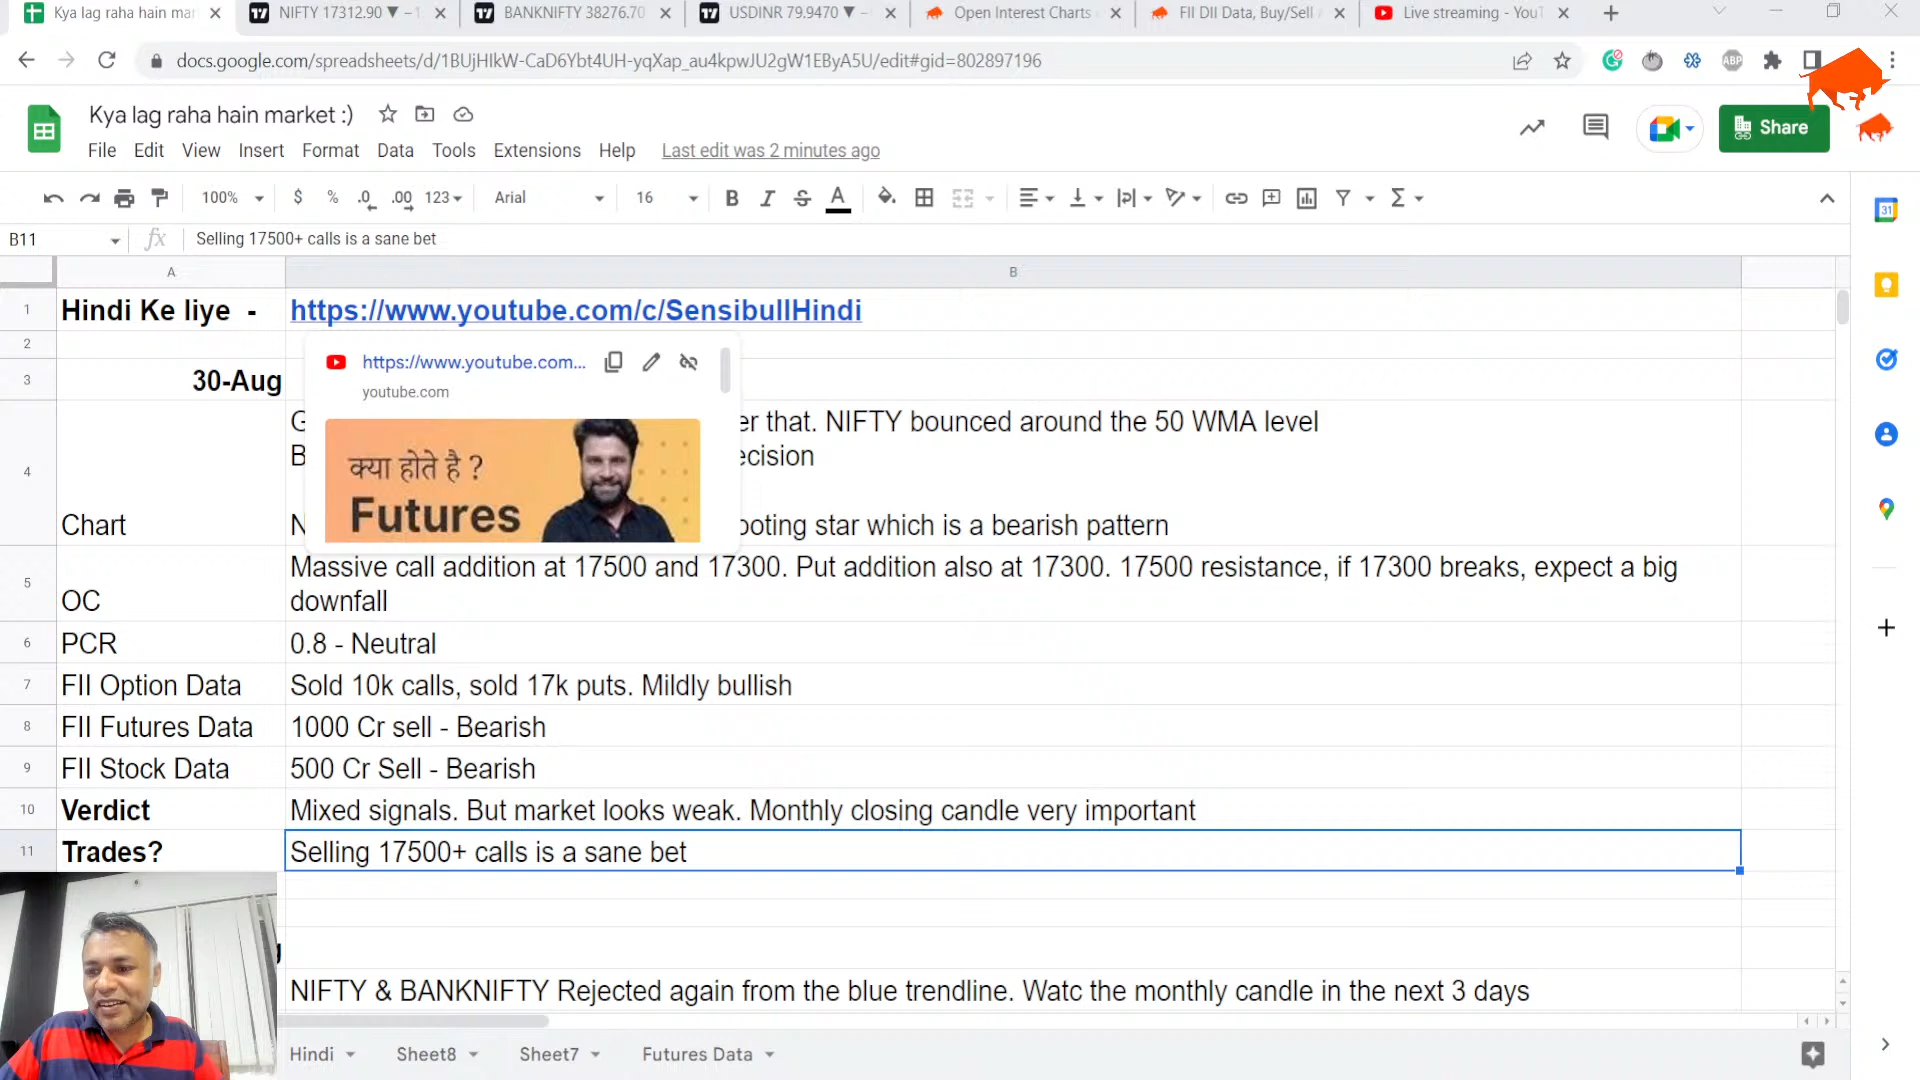 Kya lag raha hain mar
NIFTY 17312.90 ▼ −1
BANKNIFTY 38276.70
USDINR 79.9470 ▼ −
Open Interest Charts
FII DII Data, Buy/Sell
Live streaming - YouT
docs.google.com/spreadsheets/d/1BUjHIkW-CaD6Ybt4UH-yqXap_au4kpwJU2gW1EByA5U/edit#gid=802897196
ABP
Kya lag raha hain market :)
Share
File Edit View Insert Format Data Tools Extensions Help Last edit was 2 minutes ago
100% $ % .0 .00 123 Arial 16 B I S A
31
B11 fx Selling 17500+ calls is a sane bet
A B
1 Hindi Ke liye - https://www.youtube.com/c/SensibullHindi
2
https://www.youtube.com...
youtube.com
3 30-Aug
क्या होते है ?
Futures
G er that. NIFTY bounced around the 50 WMA level
B ecision
4
Chart N ooting star which is a bearish pattern
Massive call addition at 17500 and 17300. Put addition also at 17300. 17500 resistance, if 17300 breaks, expect a big
5 OC downfall
6 PCR 0.8 - Neutral
7 FII Option Data Sold 10k calls, sold 17k puts. Mildly bullish
8 FII Futures Data 1000 Cr sell - Bearish
9 FII Stock Data 500 Cr Sell - Bearish
10 Verdict Mixed signals. But market looks weak. Monthly closing candle very important
11 Trades? Selling 17500+ calls is a sane bet
NIFTY & BANKNIFTY Rejected again from the blue trendline. Watc the monthly candle in the next 3 days
Hindi Sheet8 Sheet7 Futures Data